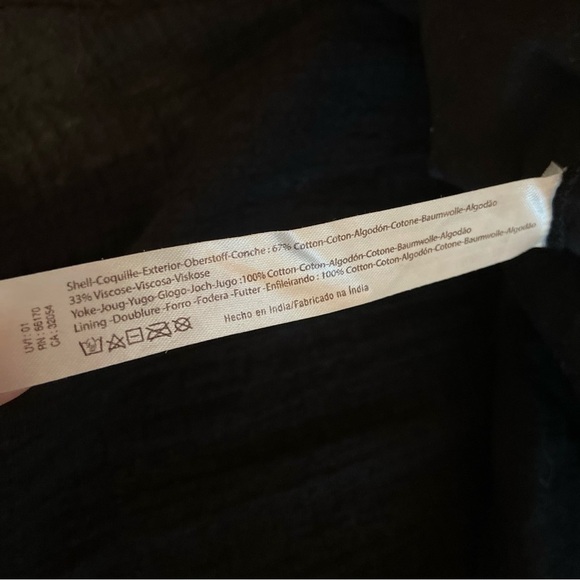 Shell-Coquille-Exterior-Oberstoff-Conche : 67% Cotton-Coton-Algodón-Cotone-Baumwolle-Algodão
33% Viscose-Viscosa-Viskose
Yoke-Joug-Yugo-Glogo-Joch-Jugo :100% Cotton-Coton-Algodón-Cotone-Baumwolle-Algodão
Lining -Doublure -Forro -Fodera -Futter -Enfileirando : 100% Cotton-Coton-Algodón-Cotone-Baumwolle-Algodão
Hecho en India/Fabricado na Índia
UVI : 01
RN : 66170
CA : 32054